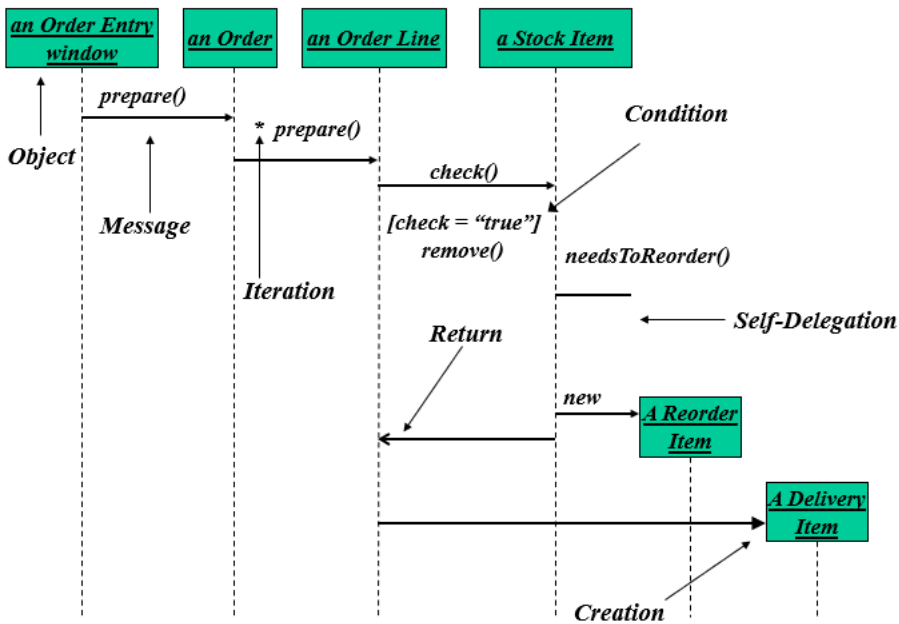 an Order Entry
window
an Order
an Order Line
a Stock Item
prepare()
* prepare()
Condition
Object
check()
Message
[check = “true”]
remove()
needsToReorder()
Iteration
Self-Delegation
Return
new
A Reorder
Item
A Delivery
Item
Creation